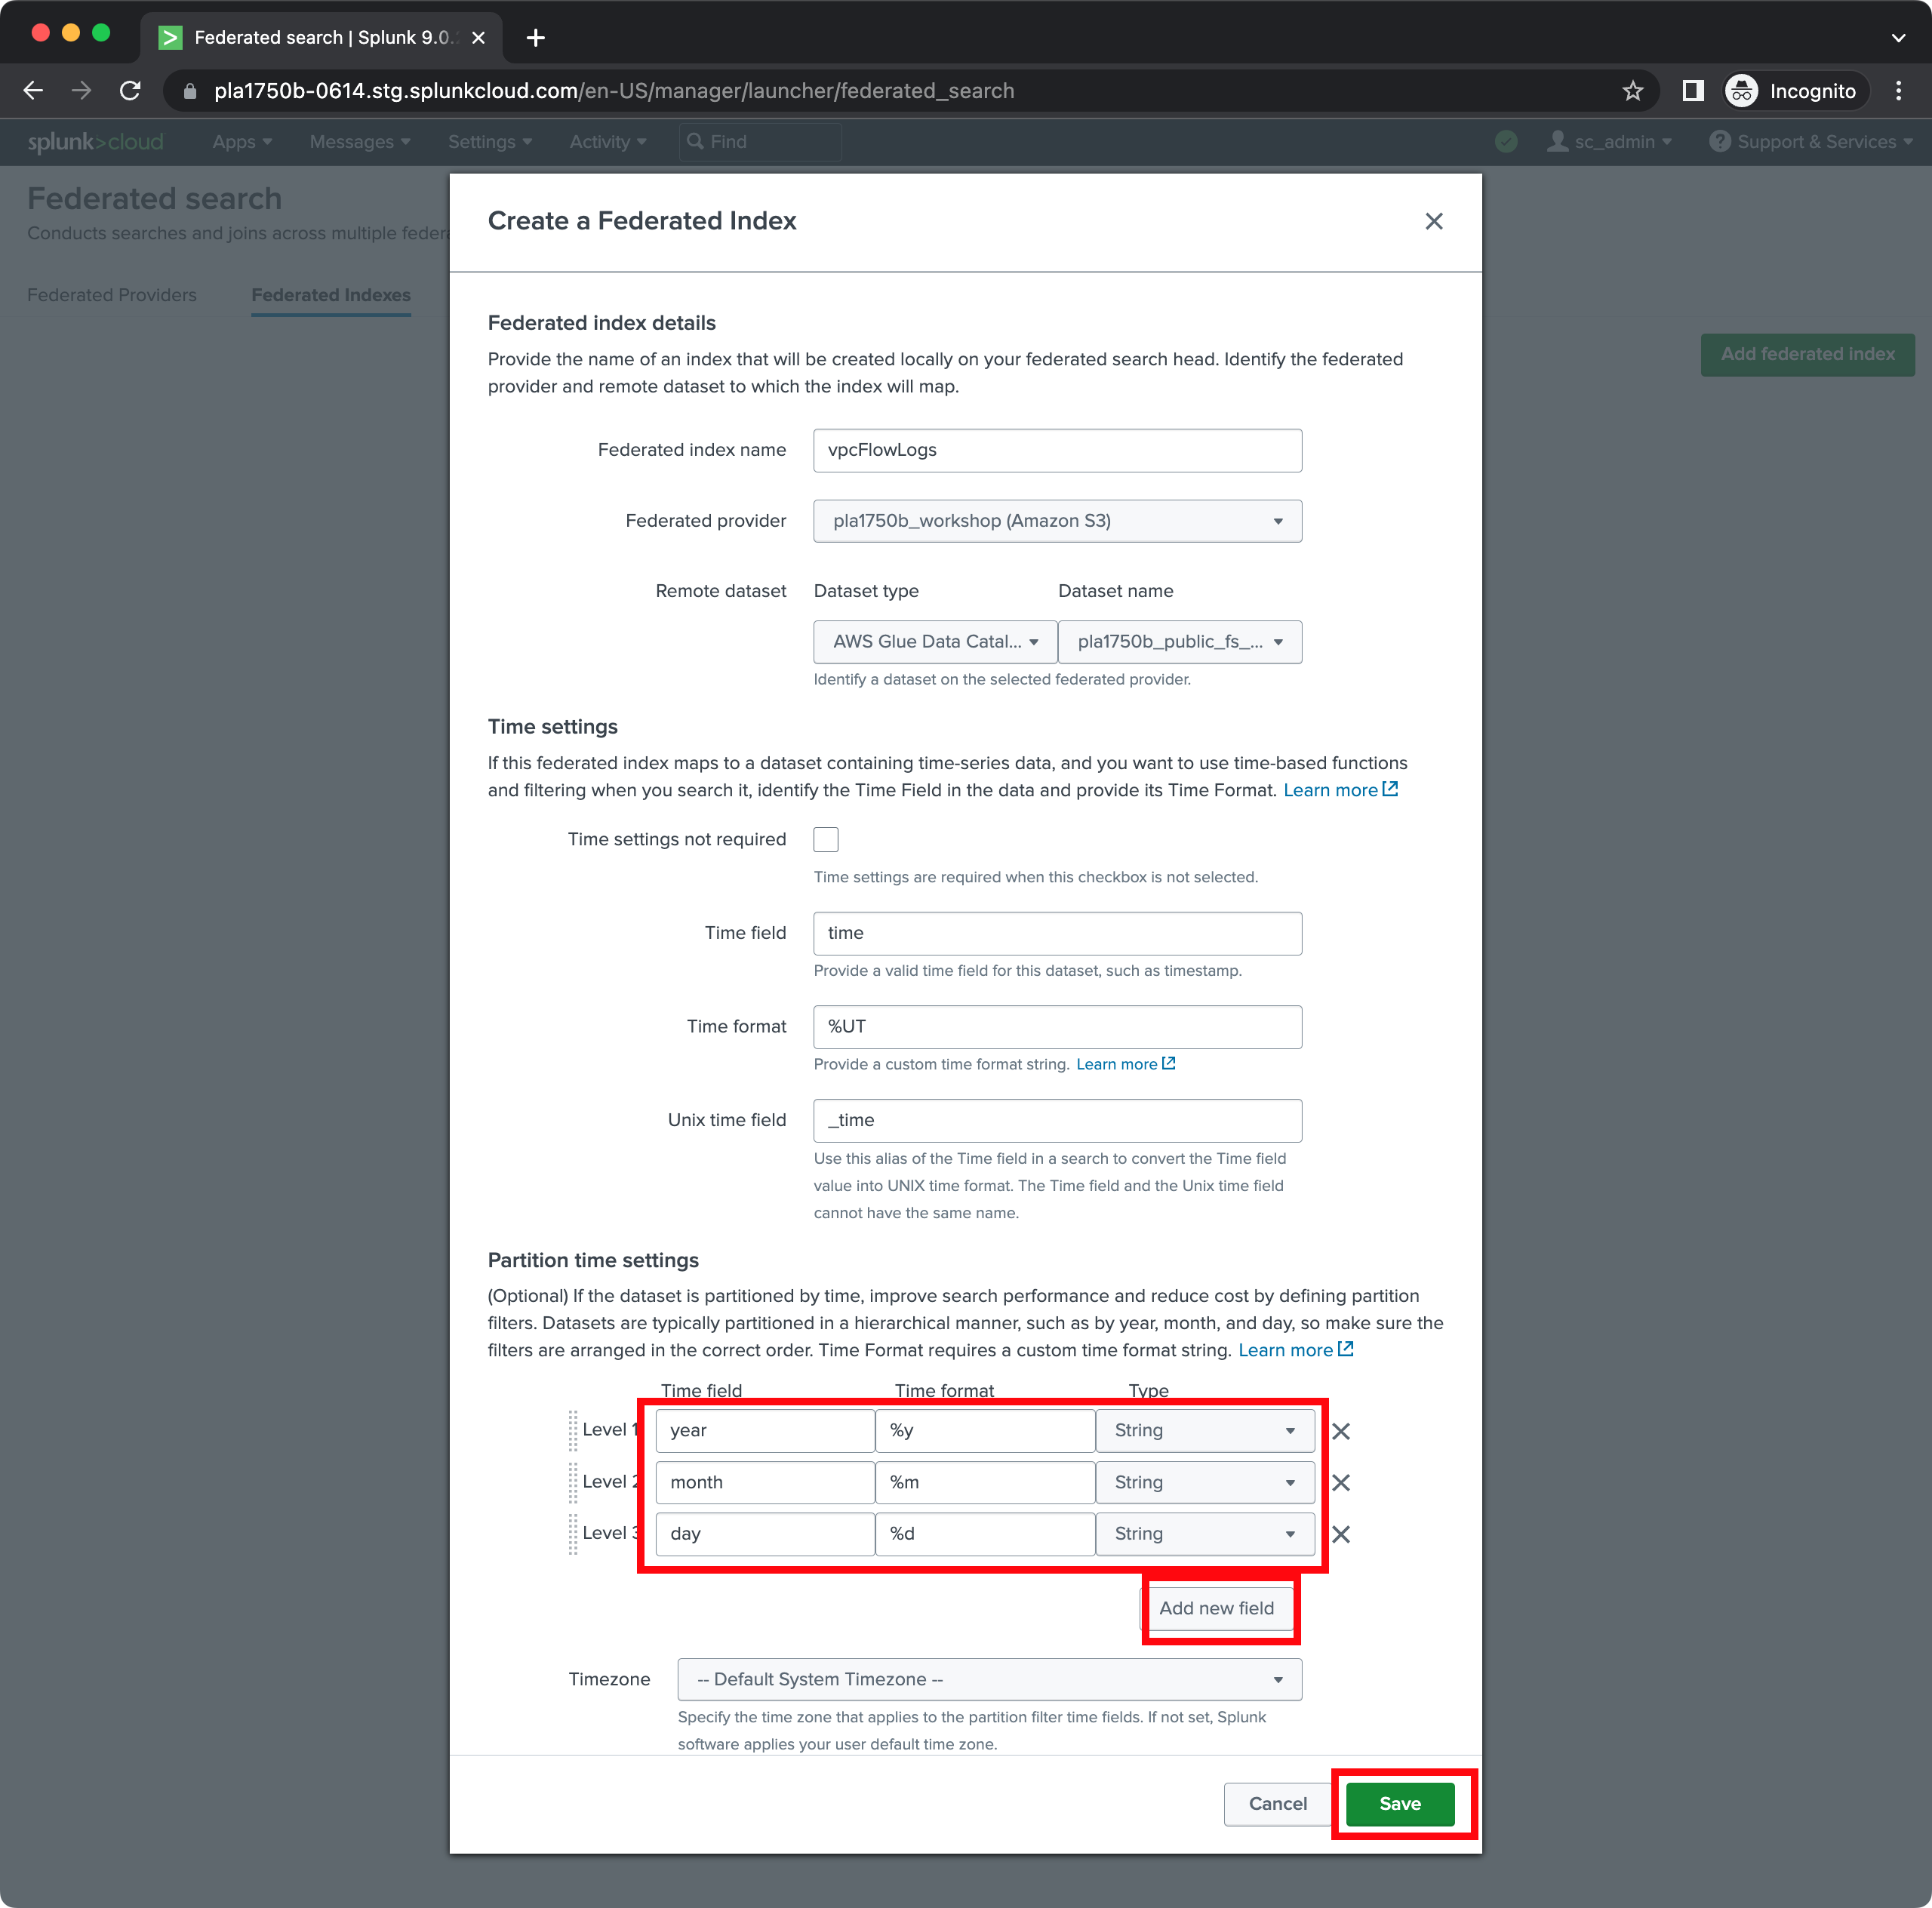 Federated search | Splunk 9.0.
pla1750b-0614.stg.splunkcloud.com/en-US/manager/launcher/federated_search
Incognito
splunk>cloud Apps Messages Settings Activity Find sc_admin Support & Services
Federated search
Conducts searches and joins across multiple federa
Federated Providers Federated Indexes
Add federated index
Create a Federated Index
Federated index details
Provide the name of an index that will be created locally on your federated search head. Identify the federated
provider and remote dataset to which the index will map.
Federated index name vpcFlowLogs
Federated provider pla1750b_workshop (Amazon S3)
Remote dataset Dataset type Dataset name
AWS Glue Data Catal... pla1750b_public_fs_...
Identify a dataset on the selected federated provider.
Time settings
If this federated index maps to a dataset containing time-series data, and you want to use time-based functions
and filtering when you search it, identify the Time Field in the data and provide its Time Format. Learn more
Time settings not required
Time settings are required when this checkbox is not selected.
Time field time
Provide a valid time field for this dataset, such as timestamp.
Time format %UT
Provide a custom time format string. Learn more
Unix time field _time
Use this alias of the Time field in a search to convert the Time field
value into UNIX time format. The Time field and the Unix time field
cannot have the same name.
Partition time settings
(Optional) If the dataset is partitioned by time, improve search performance and reduce cost by defining partition
filters. Datasets are typically partitioned in a hierarchical manner, such as by year, month, and day, so make sure the
filters are arranged in the correct order. Time Format requires a custom time format string. Learn more
Time field Time format Type
Level 1 year %y String
Level 2 month %m String
Level 3 day %d String
Add new field
Timezone -- Default System Timezone --
Specify the time zone that applies to the partition filter time fields. If not set, Splunk
software applies your user default time zone.
Cancel Save